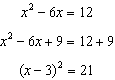 x² − 6x = 12
x² − 6x + 9 = 12 + 9
(x − 3)² = 21